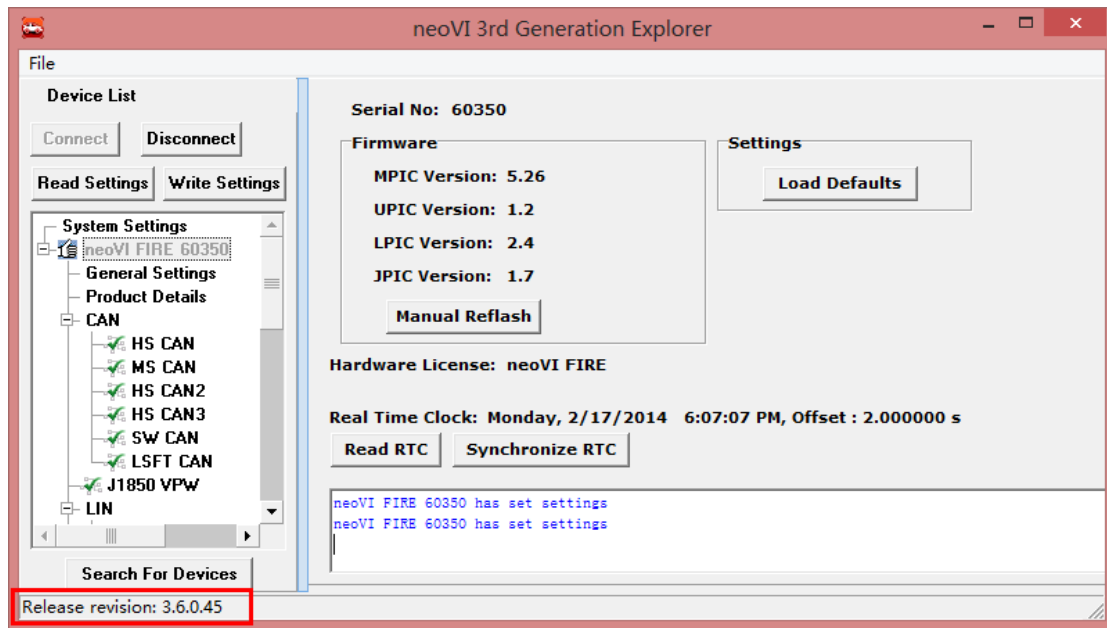 neoVI 3rd Generation Explorer
File
Device List
Connect Disconnect
Read Settings Write Settings
System Settings
neoVI FIRE 60350
General Settings
Product Details
CAN
HS CAN
MS CAN
HS CAN2
HS CAN3
SW CAN
LSFT CAN
J1850 VPW
LIN
Search For Devices
Serial No: 60350
Firmware
MPIC Version: 5.26
UPIC Version: 1.2
LPIC Version: 2.4
JPIC Version: 1.7
Manual Reflash
Settings
Load Defaults
Hardware License: neoVI FIRE
Real Time Clock: Monday, 2/17/2014 6:07:07 PM, Offset : 2.000000 s
Read RTC Synchronize RTC
neoVI FIRE 60350 has set settings
neoVI FIRE 60350 has set settings
Release revision: 3.6.0.45